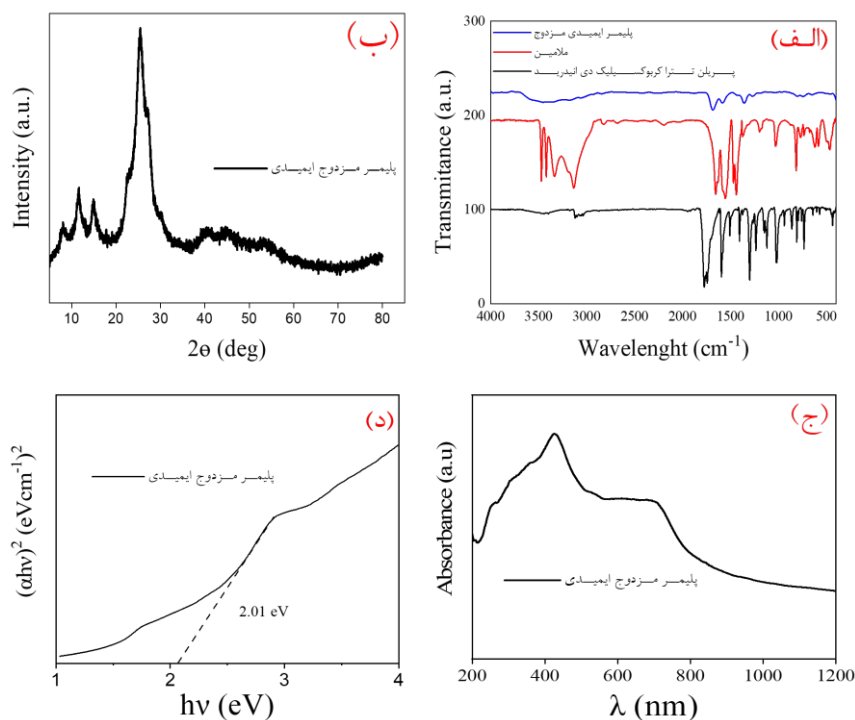 (الف)
پلیمر ایمیدی مزدوج
ملامین
پریلن تترا کربوکسیلیک دی انیدرید
Transmitance (a.u.)
300
200
100
0
4000 3500 3000 2500 2000 1500 1000 500
Wavelenght (cm⁻¹)
(ب)
پلیمر مزدوج ایمیدی
Intensity (a.u.)
10 20 30 40 50 60 70 80
2ɵ (deg)
(ج)
پلیمر مزدوج ایمیدی
Absorbance (a.u)
200 400 600 800 1000 1200
λ (nm)
(د)
پلیمر مزدوج ایمیدی
(αhν)² (eVcm⁻¹)²
2.01 eV
1 2 3 4
hν (eV)